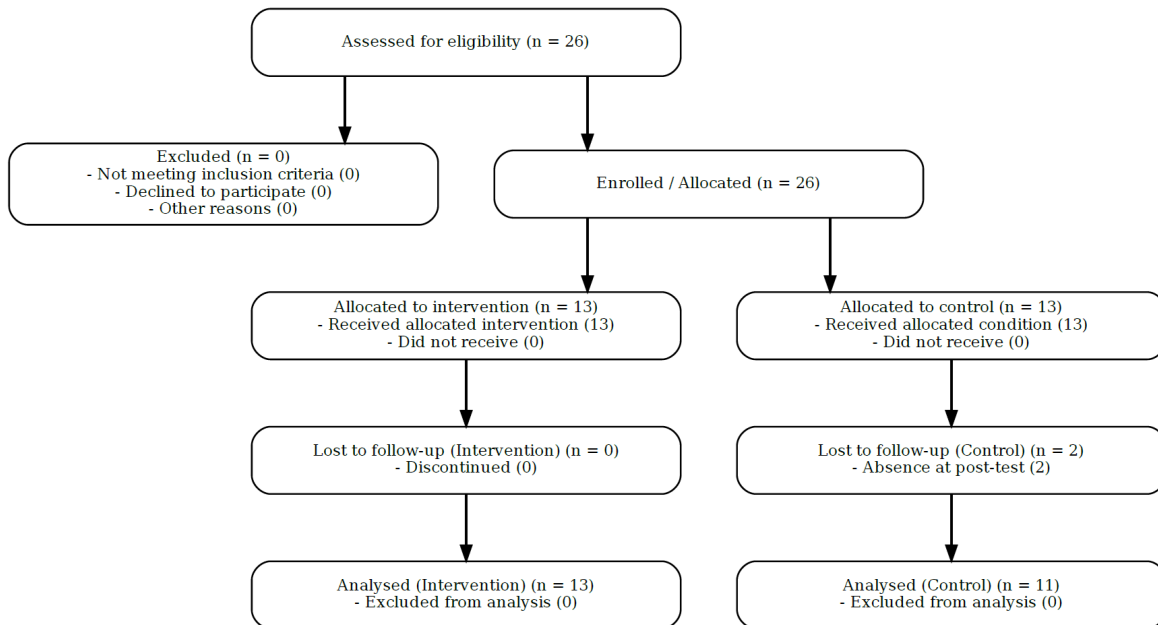 Assessed for eligibility (n = 26)
Excluded (n = 0)
- Not meeting inclusion criteria (0)
- Declined to participate (0)
- Other reasons (0)
Enrolled / Allocated (n = 26)
Allocated to intervention (n = 13)
- Received allocated intervention (13)
- Did not receive (0)
Allocated to control (n = 13)
- Received allocated condition (13)
- Did not receive (0)
Lost to follow-up (Intervention) (n = 0)
- Discontinued (0)
Lost to follow-up (Control) (n = 2)
- Absence at post-test (2)
Analysed (Intervention) (n = 13)
- Excluded from analysis (0)
Analysed (Control) (n = 11)
- Excluded from analysis (0)